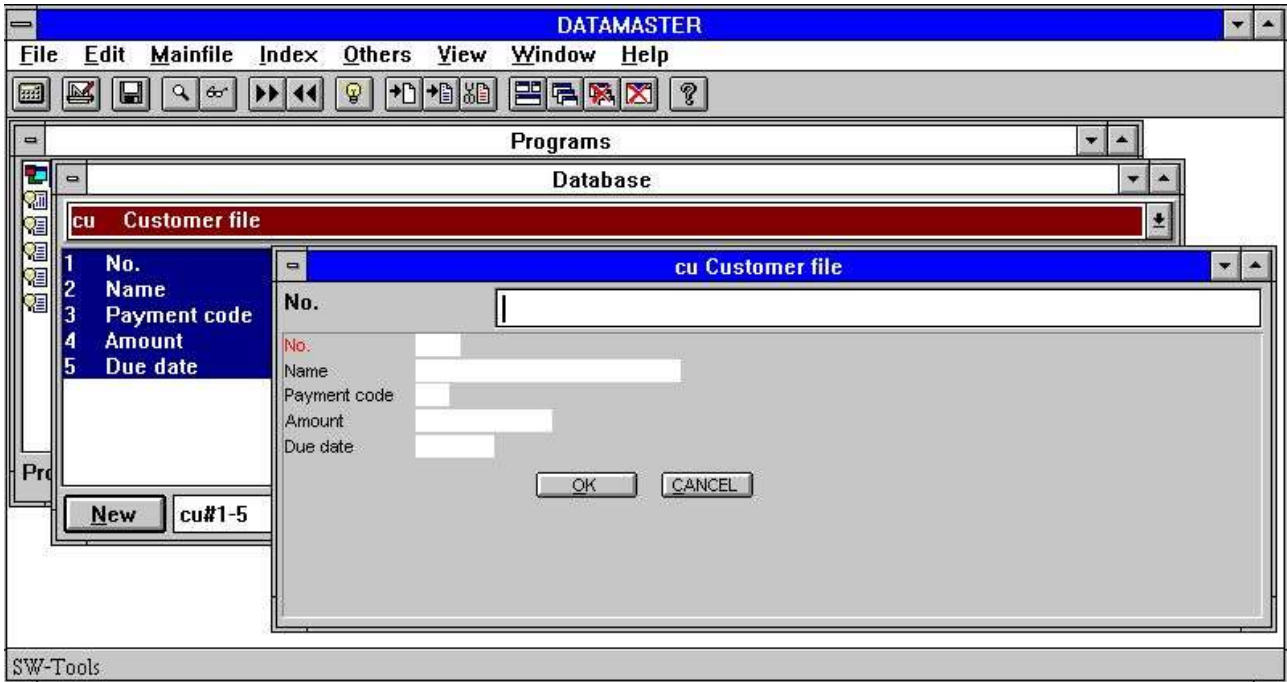 DATAMASTER
File Edit Mainfile Index Others View Window Help
Programs
Database
cu Customer file
1 No.
2 Name
3 Payment code
4 Amount
5 Due date
Pro
New cu#1-5
cu Customer file
No.
No.
Name
Payment code
Amount
Due date
OK CANCEL
SW-Tools